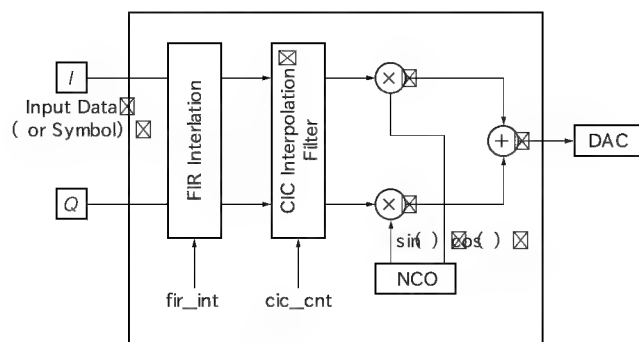 I
Input Data
( or Symbol)
Q
FIR Interlation
CIC Interpolation
Filter
×
×
+
DAC
sin( ) cos( )
NCO
fir_int
cic_cnt